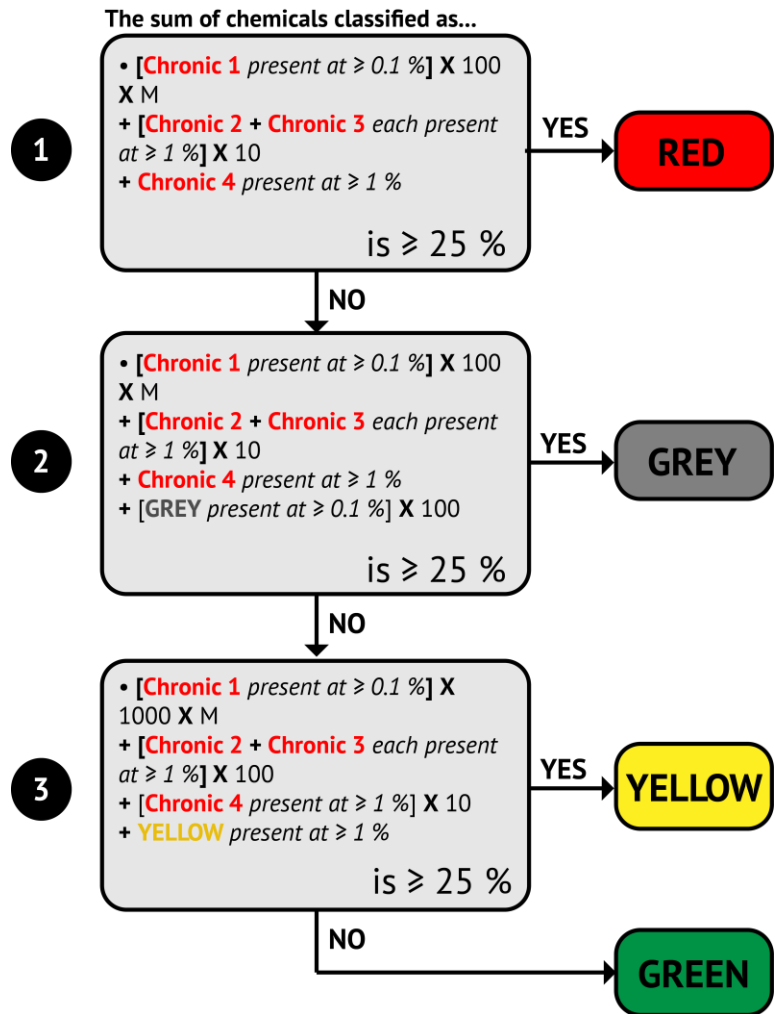 The sum of chemicals classified as...
• [Chronic 1 present at ⩾ 0.1 %] X 100
X M
+ [Chronic 2 + Chronic 3 each present
at ⩾ 1 %] X 10
+ Chronic 4 present at ⩾ 1 %
is ⩾ 25 %
1
YES
RED
NO
• [Chronic 1 present at ⩾ 0.1 %] X 100
X M
+ [Chronic 2 + Chronic 3 each present
at ⩾ 1 %] X 10
+ Chronic 4 present at ⩾ 1 %
+ [GREY present at ⩾ 0.1 %] X 100
is ⩾ 25 %
2
YES
GREY
NO
• [Chronic 1 present at ⩾ 0.1 %] X
1000 X M
+ [Chronic 2 + Chronic 3 each present
at ⩾ 1 %] X 100
+ [Chronic 4 present at ⩾ 1 %] X 10
+ YELLOW present at ⩾ 1 %
is ⩾ 25 %
3
YES
YELLOW
NO
GREEN